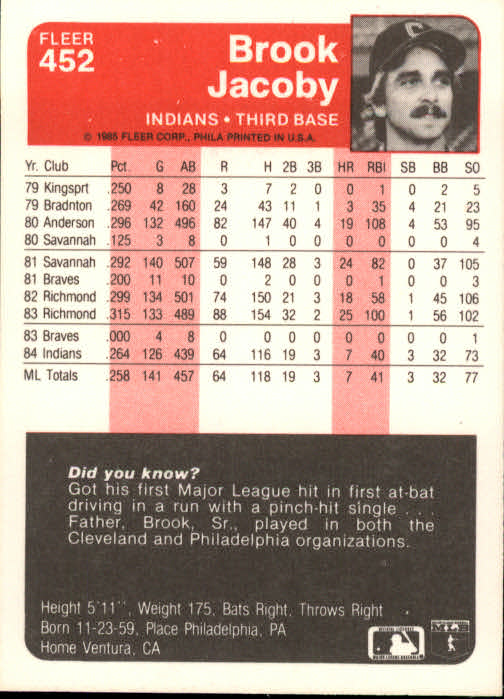 FLEER
452
Brook
Jacoby
INDIANS • THIRD BASE
© 1985 FLEER CORP., PHILA PRINTED IN U.S.A.
Yr. Club Pct. G AB R H 2B 3B HR RBI SB BB SO
79 Kingsprt .250 8 28 3 7 2 0 0 1 0 2 5
79 Bradnton .269 42 160 24 43 11 1 3 35 4 21 23
80 Anderson .296 132 496 82 147 40 4 19 108 4 53 95
80 Savannah .125 3 8 0 1 0 0 0 0 0 0 4
81 Savannah .292 140 507 59 148 28 3 24 82 0 37 105
81 Braves .200 11 10 0 2 0 0 0 1 0 0 3
82 Richmond .299 134 501 74 150 21 3 18 58 1 45 106
83 Richmond .315 133 489 88 154 32 2 25 100 1 56 102
83 Braves .000 4 8 0 0 0 0 0 0 0 0 1
84 Indians .264 126 439 64 116 19 3 7 40 3 32 73
ML Totals .258 141 457 64 118 19 3 7 41 3 32 77
Did you know?
Got his first Major League hit in first at-bat
driving in a run with a pinch-hit single . . .
Father, Brook, Sr., played in both the
Cleveland and Philadelphia organizations.
Height 5'11", Weight 175, Bats Right, Throws Right
Born 11-23-59, Place Philadelphia, PA
Home Ventura, CA